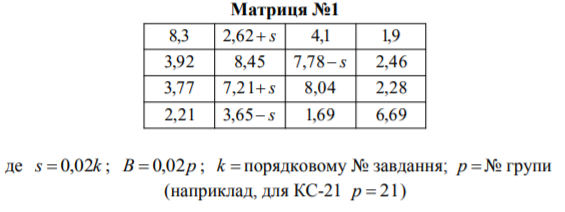 Матриця №1
8,3 2,62+s 4,1 1,9
3,92 8,45 7,78−s 2,46
3,77 7,21+s 8,04 2,28
2,21 3,65−s 1,69 6,69
де s=0,02k; B=0,02p; k=порядковому № завдання; p=№ групи
(наприклад, для КС-21 p=21)